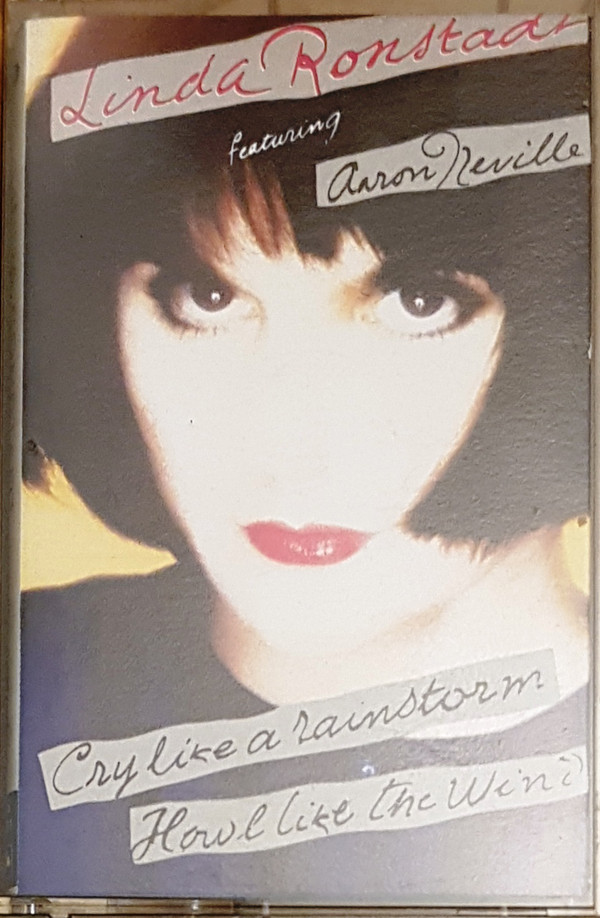 Linda Ronstadt
featuring
Aaron Neville
Cry like a rainstorm
Howl like the Wind